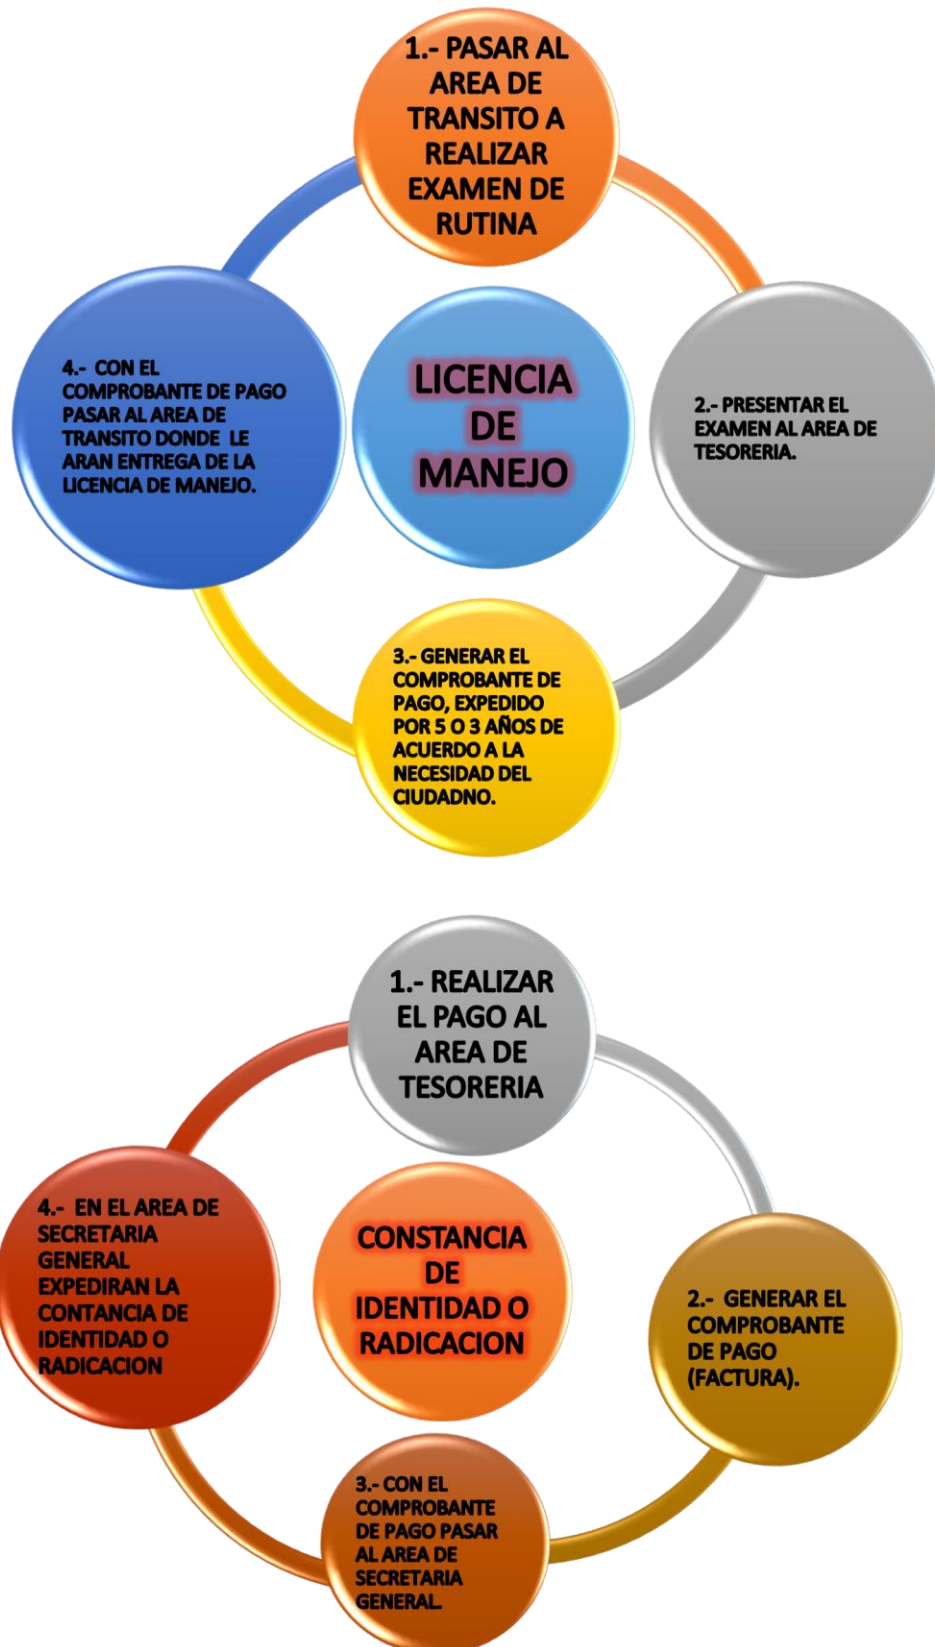 1.- PASAR AL
AREA DE
TRANSITO A
REALIZAR
EXAMEN DE
RUTINA
LICENCIA
DE
MANEJO
2.- PRESENTAR EL
EXAMEN AL AREA DE
TESORERIA.
3.- GENERAR EL
COMPROBANTE DE
PAGO, EXPEDIDO
POR 5 O 3 AÑOS DE
ACUERDO A LA
NECESIDAD DEL
CIUDADNO.
4.- CON EL
COMPROBANTE DE PAGO
PASAR AL AREA DE
TRANSITO DONDE LE
ARAN ENTREGA DE LA
LICENCIA DE MANEJO.
1.- REALIZAR
EL PAGO AL
AREA DE
TESORERIA
CONSTANCIA
DE
IDENTIDAD O
RADICACION
2.- GENERAR EL
COMPROBANTE
DE PAGO
(FACTURA).
3.- CON EL
COMPROBANTE
DE PAGO PASAR
AL AREA DE
SECRETARIA
GENERAL.
4.- EN EL AREA DE
SECRETARIA
GENERAL
EXPEDIRAN LA
CONTANCIA DE
IDENTIDAD O
RADICACION